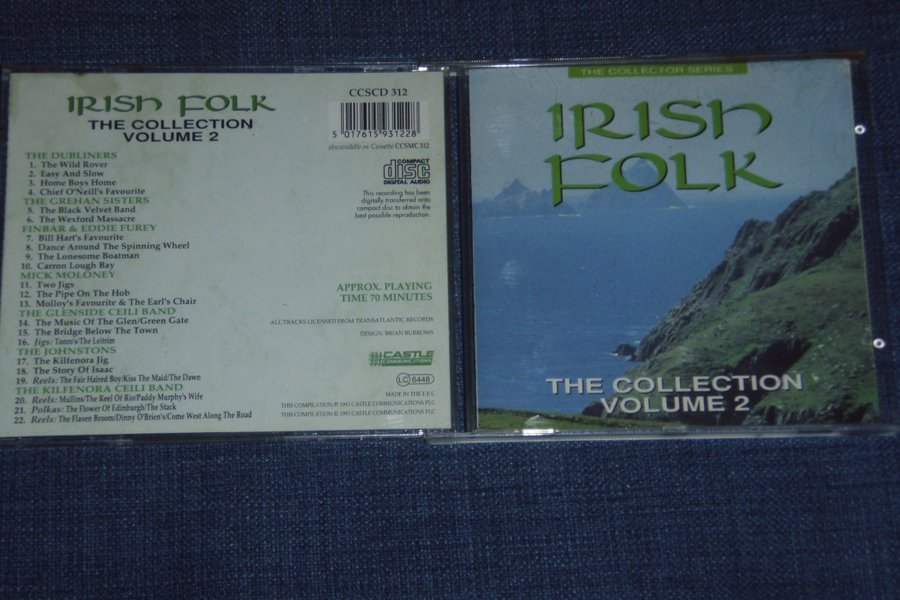 IRISH FOLK
THE COLLECTION
VOLUME 2
THE DUBLINERS
1. The Wild Rover
2. Easy And Slow
3. Home Boys Home
4. Chief O'Neill's Favourite
THE GREHAN SISTERS
5. The Black Velvet Band
6. The Wexford Massacre
FINBAR & EDDIE FUREY
7. Bill Hart's Favourite
8. Dance Around The Spinning Wheel
9. The Lonesome Boatman
10. Carron Lough Bay
MICK MOLONEY
11. Two Jigs
12. The Pipe On The Hob
13. Molloy's Favourite & The Earl's Chair
THE GLENSIDE CEILI BAND
14. The Music Of The Glen/Green Gate
15. The Bridge Below The Town
16. Jigs: Tonro's/The Leitrim
THE JOHNSTONS
17. The Kilfenora Jig
18. The Story Of Isaac
19. Reels: The Fair Haired Boy/Kiss The Maid/The Dawn
THE KILFENORA CEILI BAND
20. Reels: Mullins/The Reel Of Rio/Paddy Murphy's Wife
21. Polkas: The Flower Of Edinburgh/The Stack
22. Reels: The Flaxen Broom/Dinny O'Brien's/Come West Along The Road
CCSCD 312
5 017615 931228
also available on Cassette CCSMC 312
COMPACT
disc
DIGITAL AUDIO
This recording has been
digitally transferred onto
compact disc to obtain the
best possible reproduction.
APPROX. PLAYING
TIME 70 MINUTES
ALL TRACKS LICENSED FROM TRANSATLANTIC RECORDS
DESIGN: BRIAN BURROWS
CASTLE
COMMUNICATIONS
LC 6448
MADE IN THE E.E.C
THIS COMPILATION ℗ 1993 CASTLE COMMUNICATIONS PLC
THIS COMPILATION © 1993 CASTLE COMMUNICATIONS PLC
THE COLLECTOR SERIES
IRISH
FOLK
THE COLLECTION
VOLUME 2